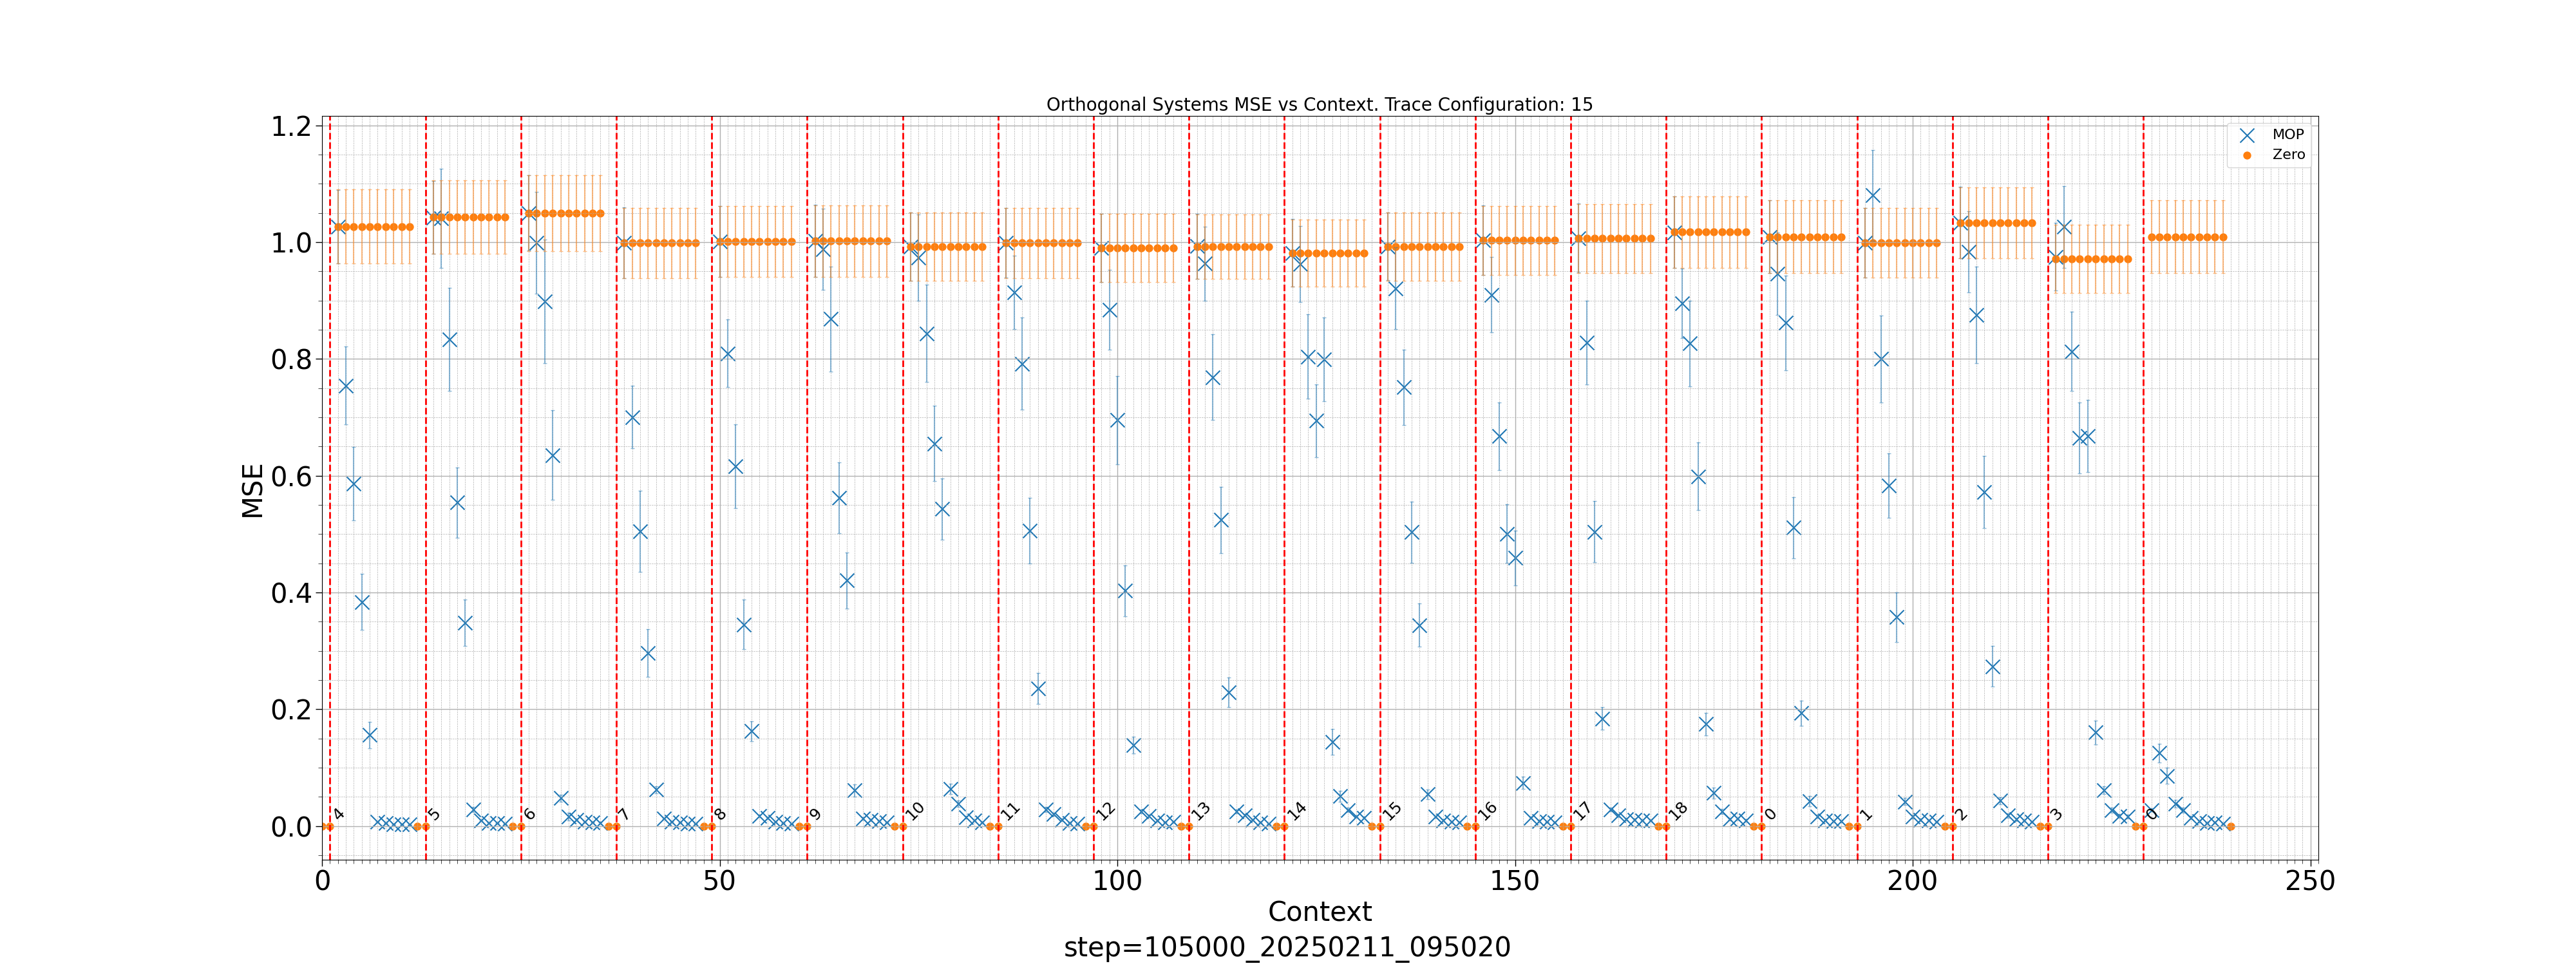 Orthogonal Systems MSE vs Context. Trace Configuration: 15
MOP
Zero
1.2
1.0
0.8
0.6
0.4
0.2
0.0
MSE
4 5 6 7 8 9 10 11 12 13 14 15 16 17 18 0 1 2 3 0
0 50 100 150 200 250
Context
step=105000_20250211_095020